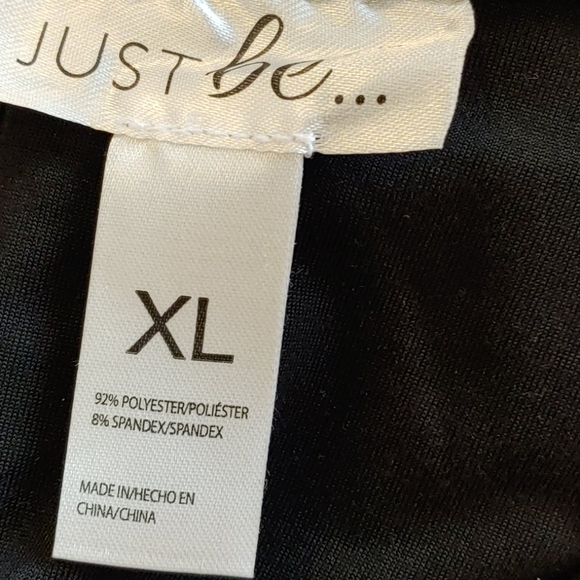 JUST be...
XL
92% POLYESTER/POLIÉSTER
8% SPANDEX/SPANDEX
MADE IN/HECHO EN
CHINA/CHINA